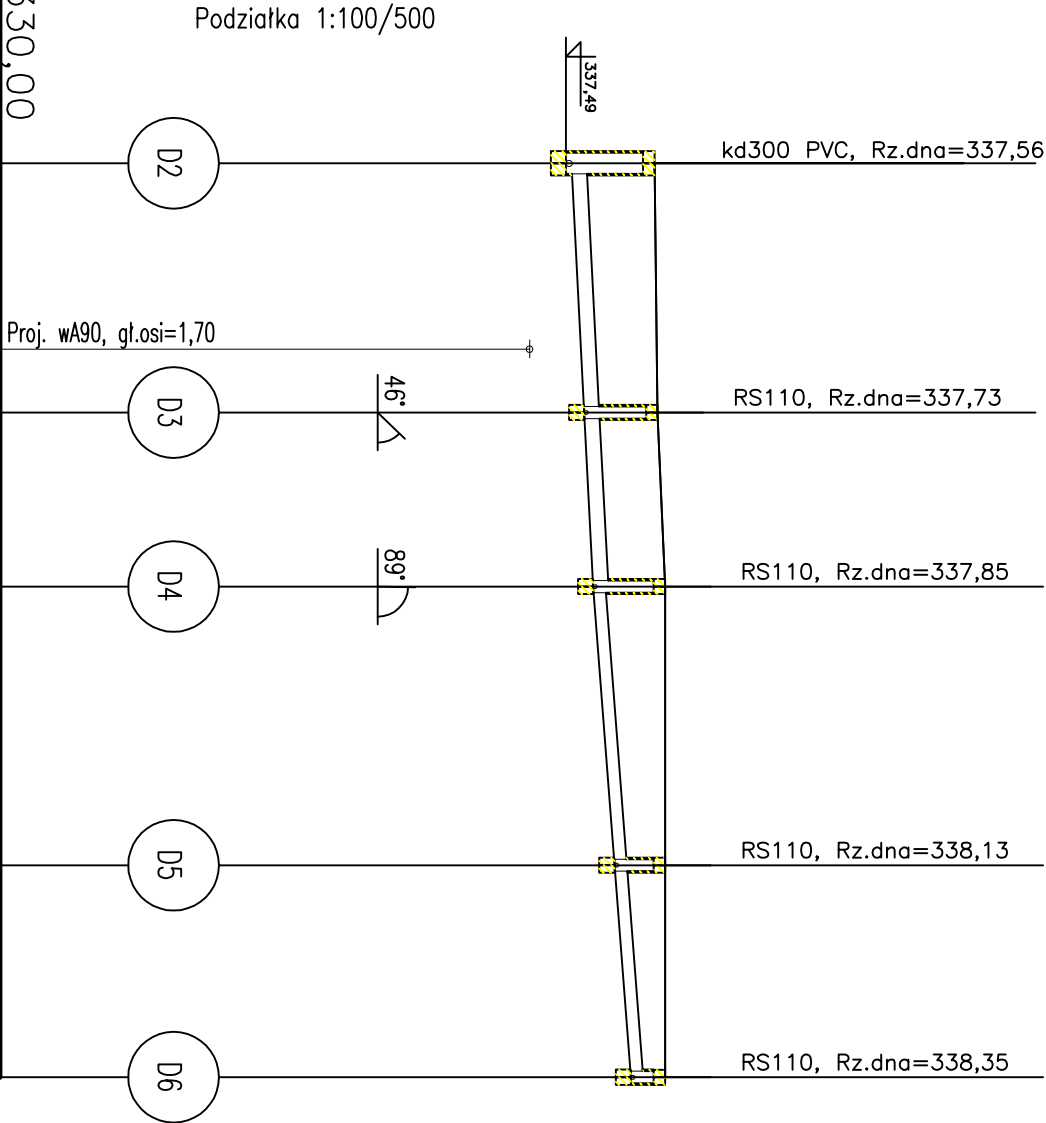 Podziałka 1:100/500
330,00
337,49
D2
kd300 PVC, Rz.dna=337,56
Proj. wA90, gł.osi=1,70
D3
46°
RS110, Rz.dna=337,73
D4
89°
RS110, Rz.dna=337,85
D5
RS110, Rz.dna=338,13
D6
RS110, Rz.dna=338,35